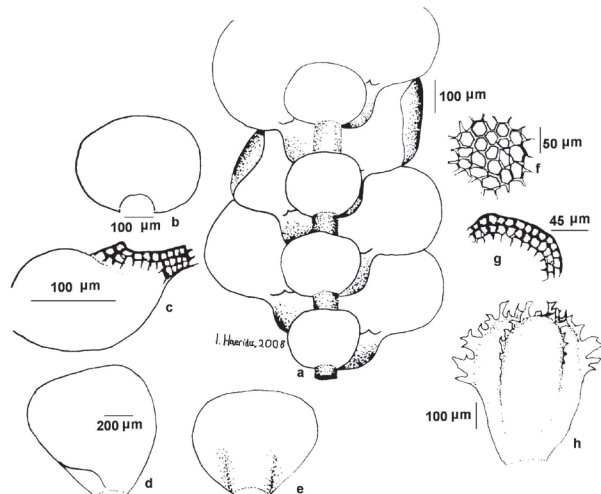 100 µm
50 µm
f
100 µm
b
45 µm
g
100 µm
c
I. Haerida, 2008
a
200 µm
100 µm
d
e
h